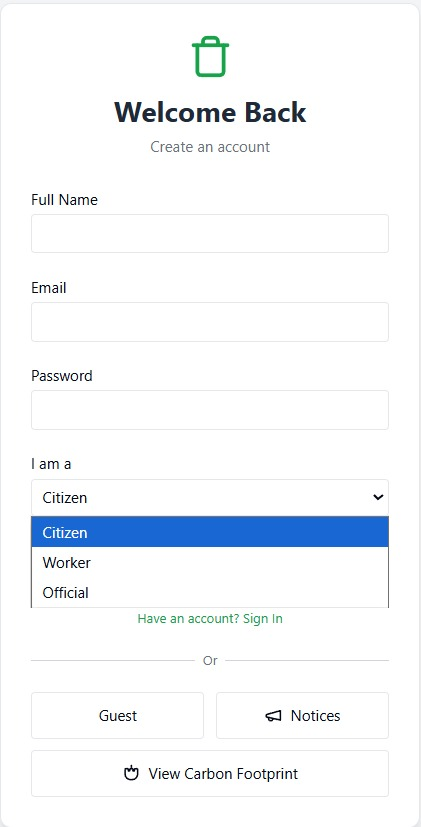 Welcome Back
Create an account
Full Name
Email
Password
I am a
Citizen
Citizen
Worker
Official
Have an account? Sign In
Or
Guest
Notices
View Carbon Footprint